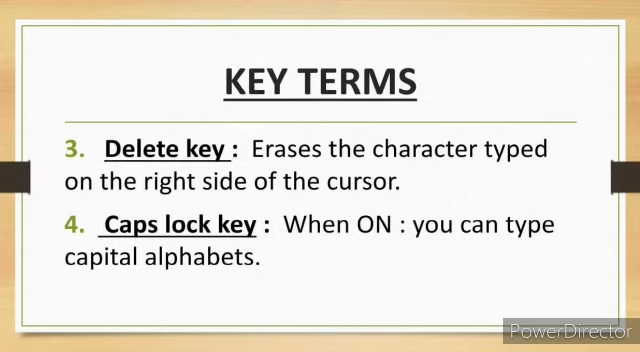 KEY TERMS
3. Delete key : Erases the character typed
on the right side of the cursor.
4. Caps lock key : When ON : you can type
capital alphabets.
PowerDirector